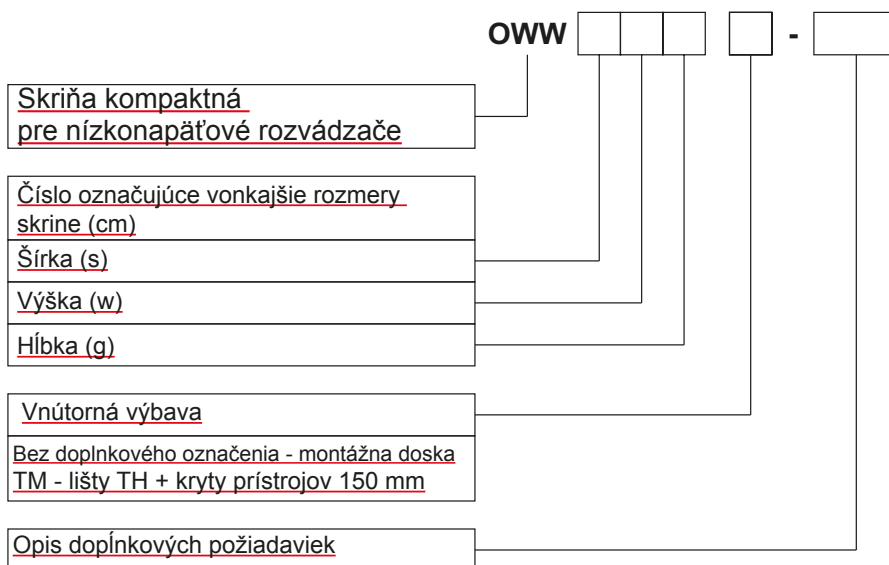 OWW -
Skriňa kompaktná
pre nízkonapäťové rozvádzače
Číslo označujúce vonkajšie rozmery
skrine (cm)
Šírka (s)
Výška (w)
Hĺbka (g)
Vnútorná výbava
Bez doplnkového označenia - montážna doska
TM - lišty TH + kryty prístrojov 150 mm
Opis dopĺnkových požiadaviek